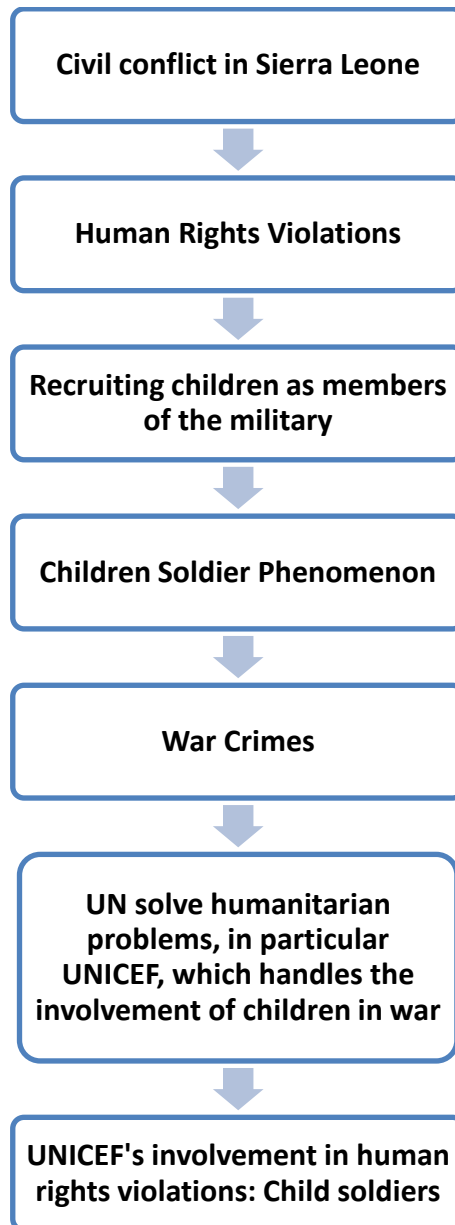 Civil conflict in Sierra Leone
Human Rights Violations
Recruiting children as members
of the military
Children Soldier Phenomenon
War Crimes
UN solve humanitarian
problems, in particular
UNICEF, which handles the
involvement of children in war
UNICEF's involvement in human
rights violations: Child soldiers